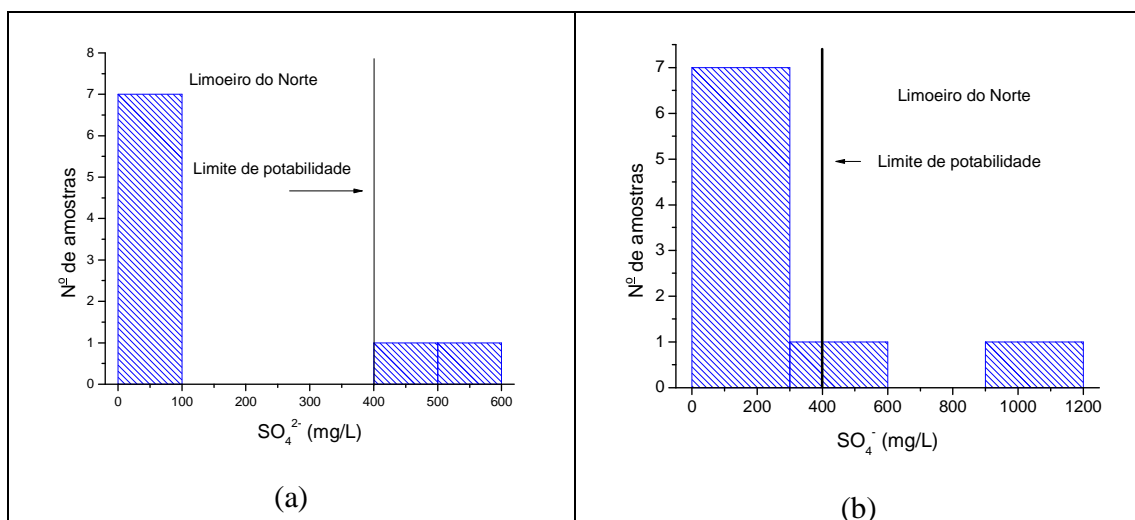 8
7
6
5
4
3
2
1
0
Nº de amostras
Limoeiro do Norte
Limite de potabilidade
0 100 200 300 400 500 600
SO₄²⁻ (mg/L)
(a)
7
6
5
4
3
2
1
0
Nº de amostras
Limoeiro do Norte
Limite de potabilidade
0 200 400 600 800 1000 1200
SO₄⁻ (mg/L)
(b)